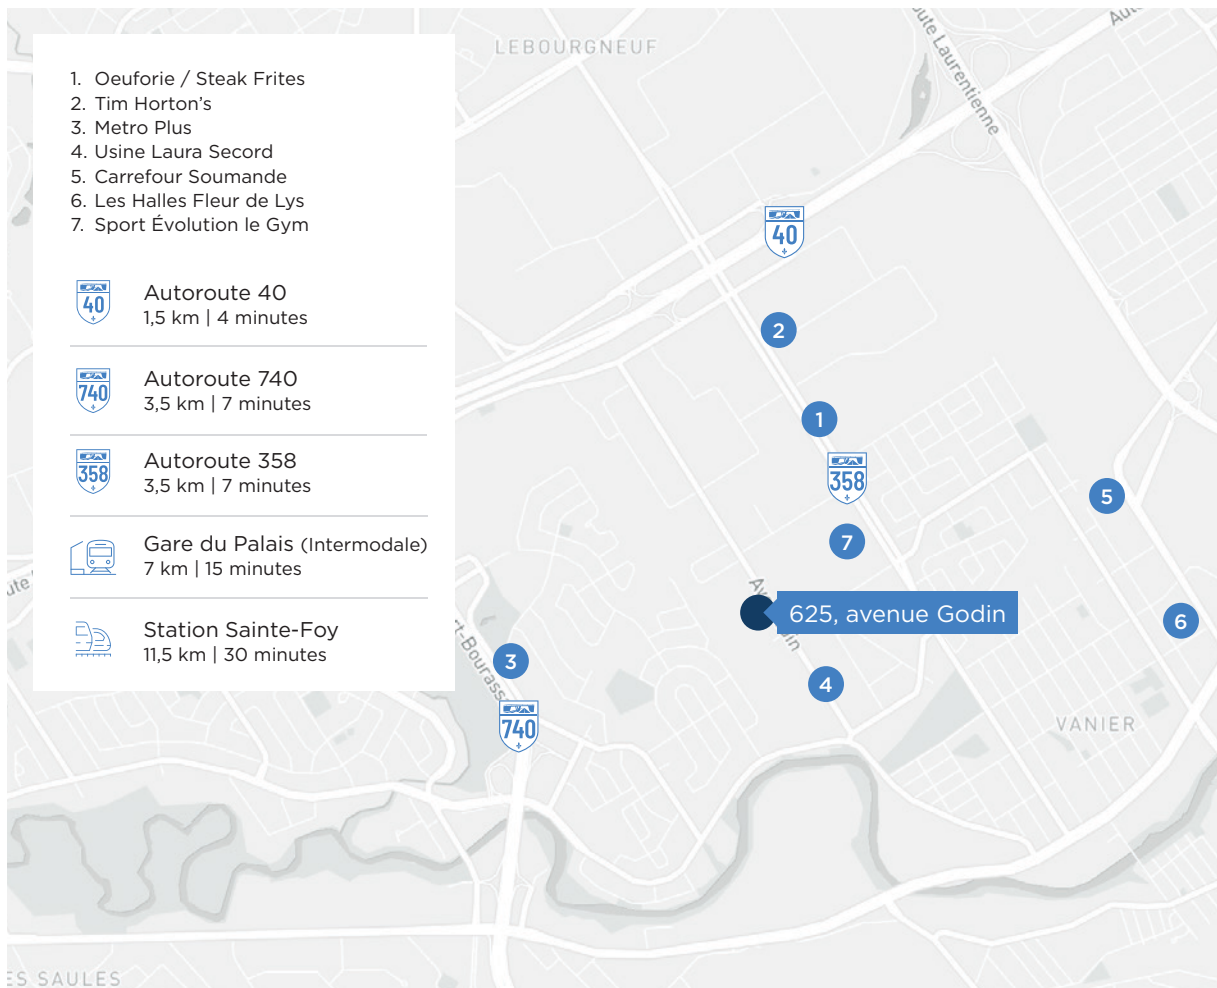 1. Oeuforie / Steak Frites
2. Tim Horton's
3. Metro Plus
4. Usine Laura Secord
5. Carrefour Soumande
6. Les Halles Fleur de Lys
7. Sport Évolution le Gym
40
Autoroute 40
1,5 km | 4 minutes
740
Autoroute 740
3,5 km | 7 minutes
358
Autoroute 358
3,5 km | 7 minutes
Gare du Palais (Intermodale)
7 km | 15 minutes
Station Sainte-Foy
11,5 km | 30 minutes
LEBOURGNEUF
Laurentienne
40
2
1
358
5
7
625, avenue Godin
6
3
4
740
VANIER
SAULES